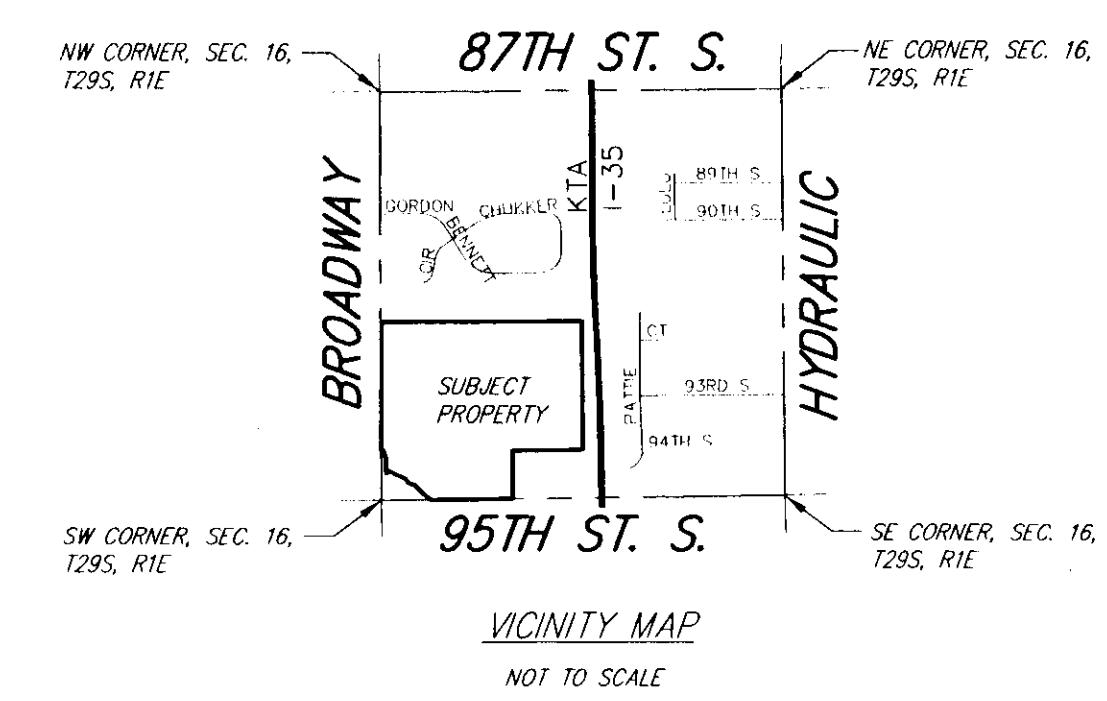 NW CORNER, SEC. 16,
T29S, R1E
87TH ST. S.
NE CORNER, SEC. 16,
T29S, R1E
BROADWAY
KTA
I-35
HYDRAULIC
GORDON
BENNETT
CHUKKER
CIR
LULU
89TH S
90TH S
CT
PATTIE
93RD S
94TH S
SUBJECT
PROPERTY
SW CORNER, SEC. 16,
T29S, R1E
95TH ST. S.
SE CORNER, SEC. 16,
T29S, R1E
VICINITY MAP
NOT TO SCALE